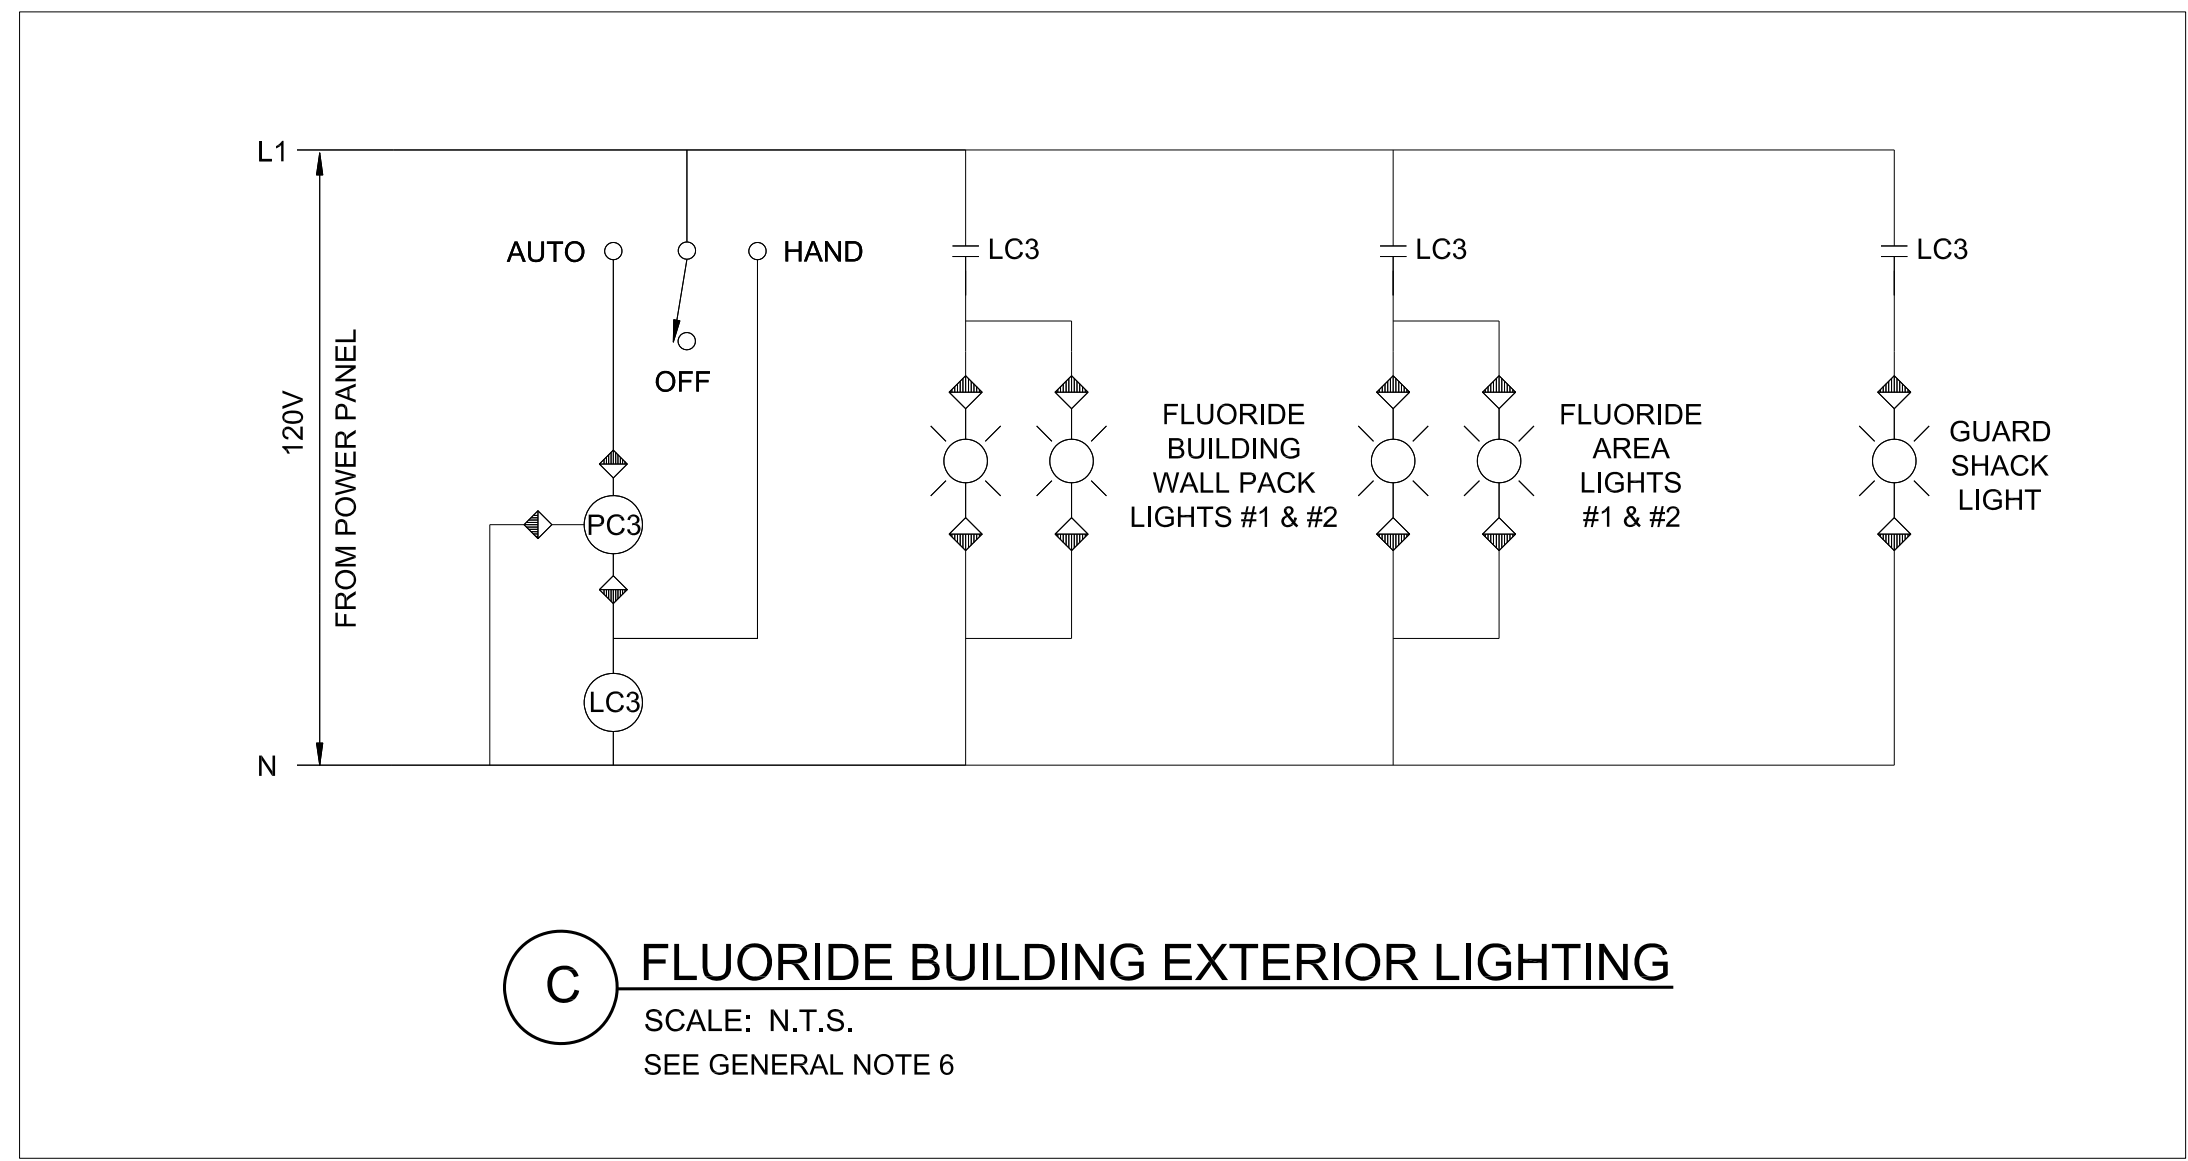 L1
AUTO
HAND
OFF
LC3
LC3
LC3
120V
FROM POWER PANEL
PC3
LC3
FLUORIDE
BUILDING
WALL PACK
LIGHTS #1 & #2
FLUORIDE
AREA
LIGHTS
#1 & #2
GUARD
SHACK
LIGHT
N
C
FLUORIDE BUILDING EXTERIOR LIGHTING
SCALE: N.T.S.
SEE GENERAL NOTE 6